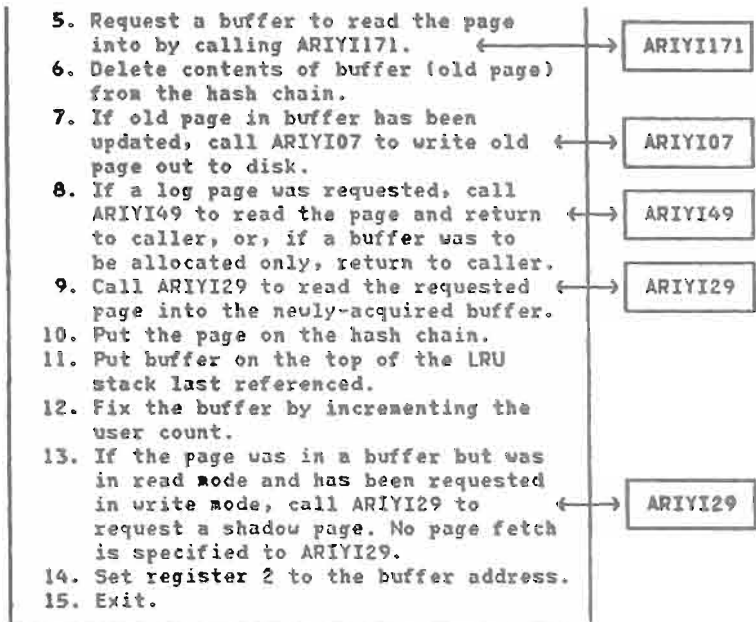 5. Request a buffer to read the page
into by calling ARIYI171.
ARIYI171
6. Delete contents of buffer (old page)
from the hash chain.
7. If old page in buffer has been
updated, call ARIYI07 to write old
page out to disk.
ARIYI07
8. If a log page was requested, call
ARIYI49 to read the page and return
to caller, or, if a buffer was to
be allocated only, return to caller.
ARIYI49
9. Call ARIYI29 to read the requested
page into the newly-acquired buffer.
ARIYI29
10. Put the page on the hash chain.
11. Put buffer on the top of the LRU
stack last referenced.
12. Fix the buffer by incrementing the
user count.
13. If the page was in a buffer but was
in read mode and has been requested
in write mode, call ARIYI29 to
request a shadow page. No page fetch
is specified to ARIYI29.
ARIYI29
14. Set register 2 to the buffer address.
15. Exit.